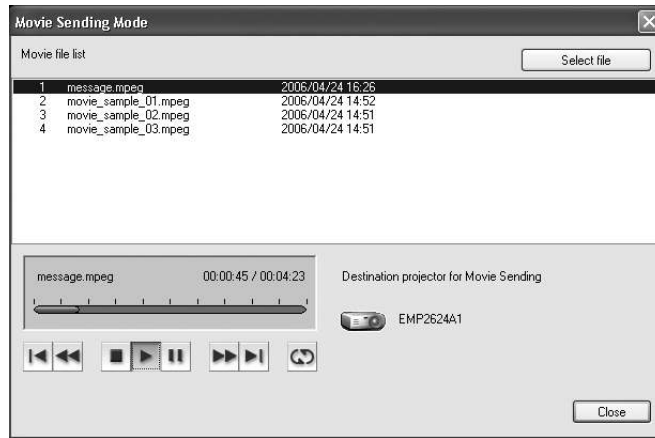 Movie Sending Mode
Movie file list
Select file
1 message.mpeg 2006/04/24 16:26
2 movie_sample_01.mpeg 2006/04/24 14:52
3 movie_sample_02.mpeg 2006/04/24 14:51
4 movie_sample_03.mpeg 2006/04/24 14:51
message.mpeg 00:00:45 / 00:04:23
Destination projector for Movie Sending
EMP2624A1
Close